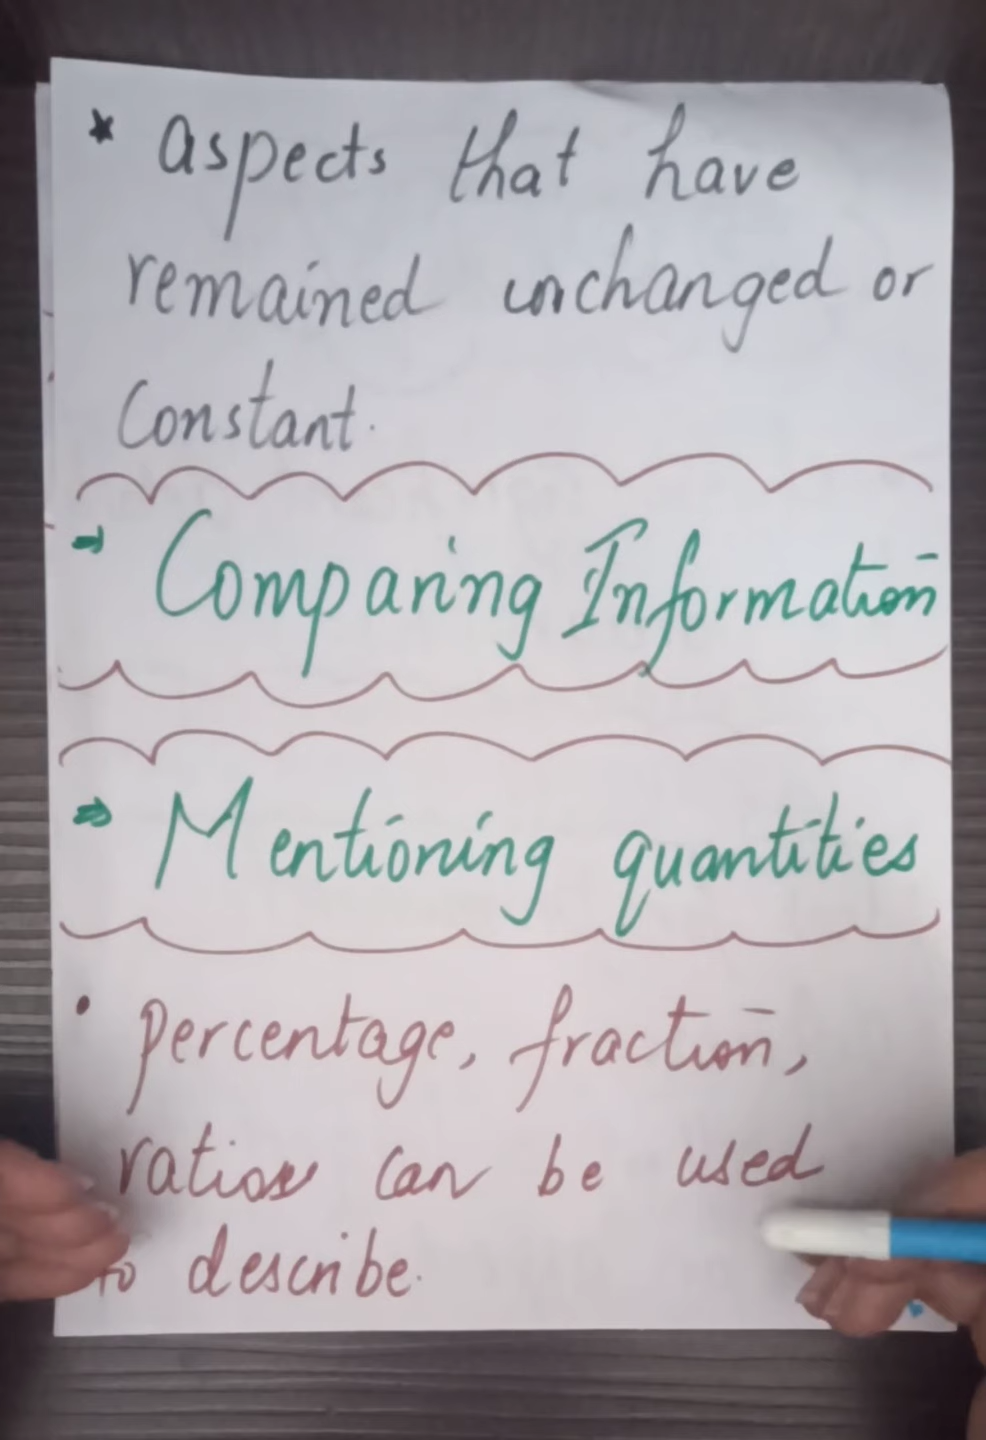 * aspects that have
remained unchanged or
Constant.
→ Comparing Information
⇒ Mentioning quantities
• percentage, fraction,
ratios can be used
to describe.